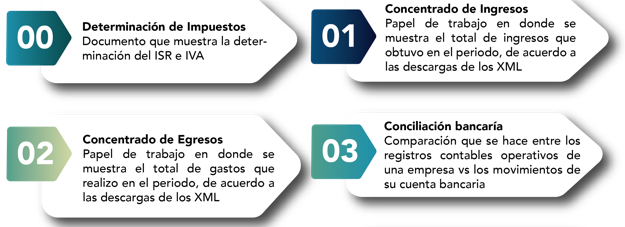 00
Determinación de Impuestos
Documento que muestra la deter-
minación del ISR e IVA
01
Concentrado de Ingresos
Papel de trabajo en donde se
muestra el total de ingresos que
obtuvo en el periodo, de acuerdo a
las descargas de los XML
02
Concentrado de Egresos
Papel de trabajo en donde se
muestra el total de gastos que
realizo en el periodo, de acuerdo a
las descargas de los XML
03
Conciliación bancaría
Comparación que se hace entre los
registros contables operativos de
una empresa vs los movimientos de
su cuenta bancaria